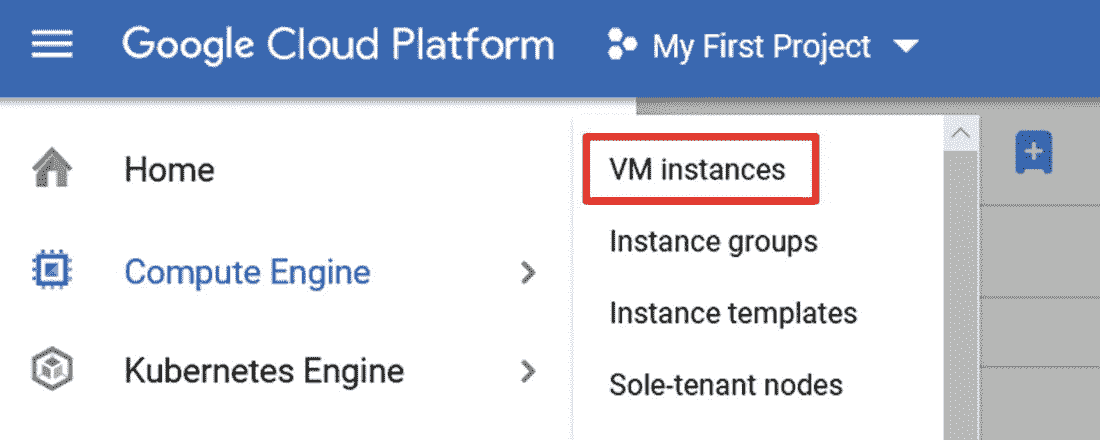 Google Cloud Platform
My First Project
Home
Compute Engine
Kubernetes Engine
VM instances
Instance groups
Instance templates
Sole-tenant nodes